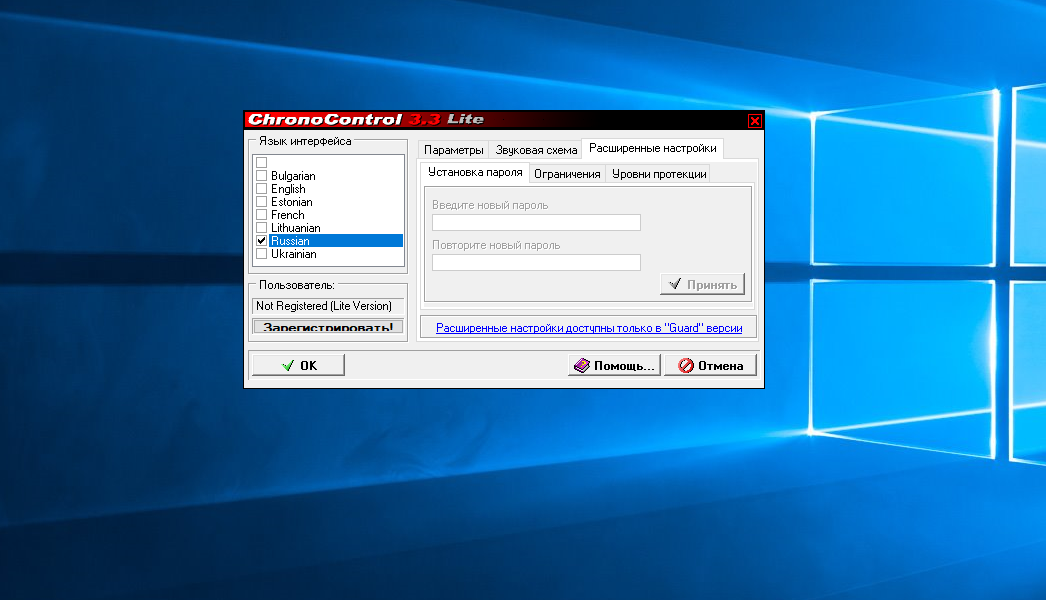 ChronoControl 3.3 Lite
Язык интерфейса
Bulgarian
English
Estonian
French
Lithuanian
Russian
Ukrainian
Пользователь:
Not Registered (Lite Version)
Зарегистрировать!
Параметры
Звуковая схема
Расширенные настройки
Установка пароля
Ограничения
Уровни протекции
Введите новый пароль
Повторите новый пароль
Принять
Расширенные настройки доступны только в "Guard" версии
OK
Помощь...
Отмена